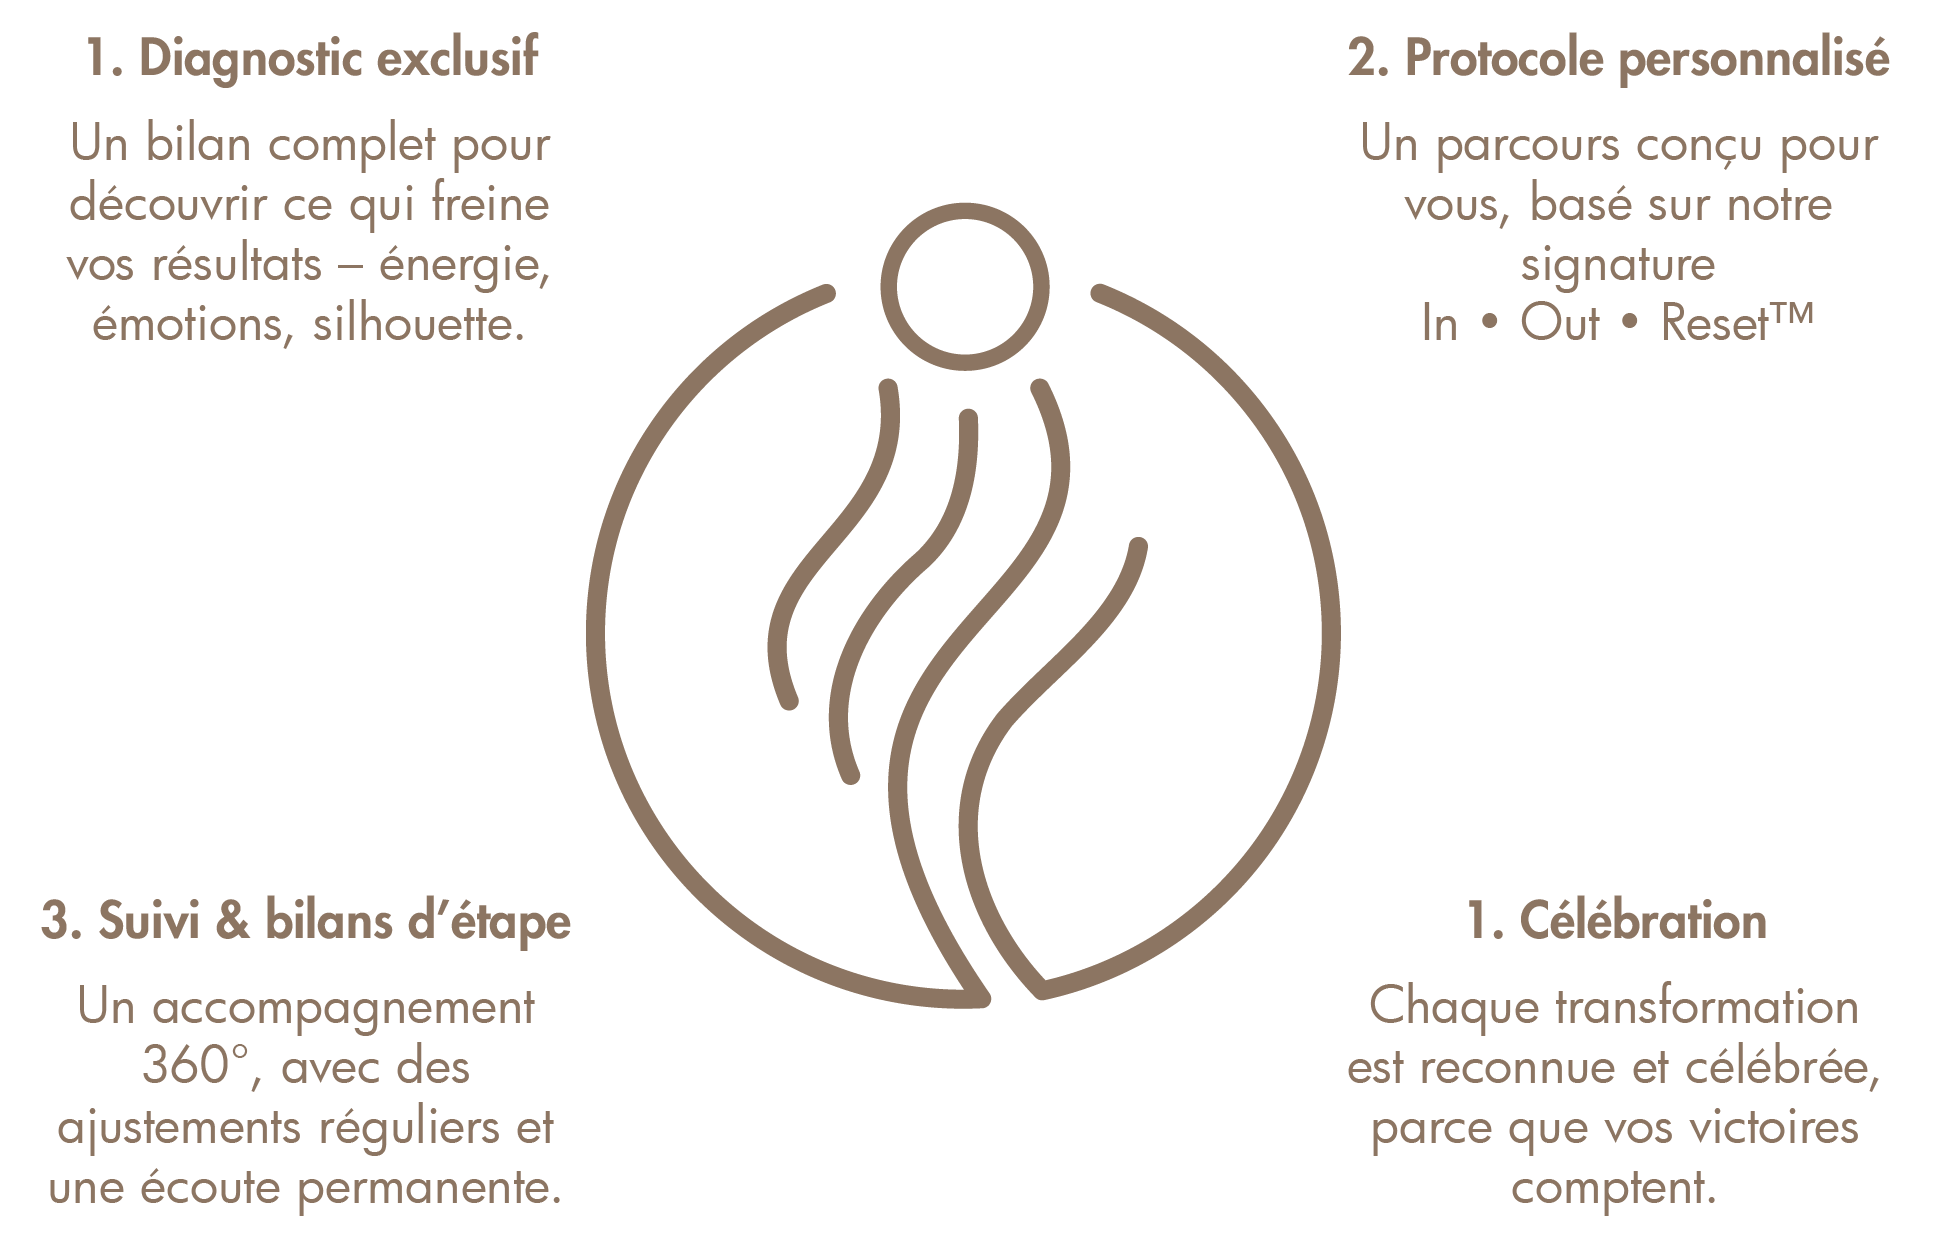 1. Diagnostic exclusif
Un bilan complet pour
découvrir ce qui freine
vos résultats – énergie,
émotions, silhouette.
2. Protocole personnalisé
Un parcours conçu pour
vous, basé sur notre
signature
In • Out • Reset™
3. Suivi & bilans d’étape
Un accompagnement
360°, avec des
ajustements réguliers et
une écoute permanente.
1. Célébration
Chaque transformation
est reconnue et célébrée,
parce que vos victoires
comptent.